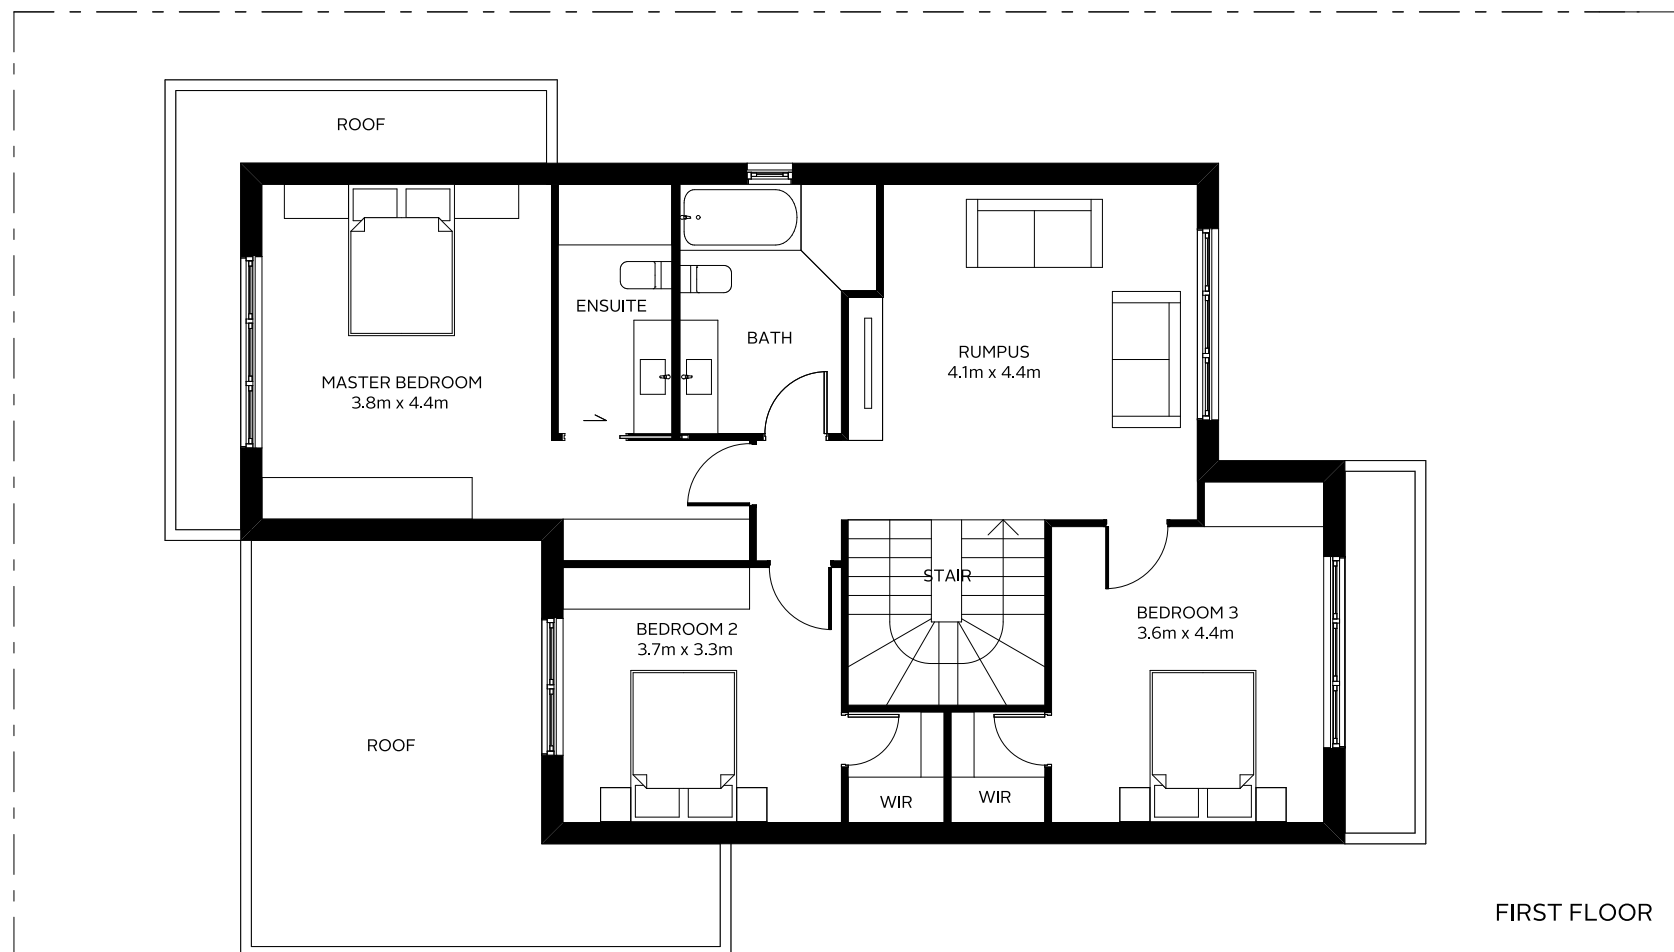 ROOF
ENSUITE
BATH
RUMPUS
4.1m x 4.4m
MASTER BEDROOM
3.8m x 4.4m
STAIR
BEDROOM 2
3.7m x 3.3m
BEDROOM 3
3.6m x 4.4m
ROOF
WIR
WIR
FIRST FLOOR